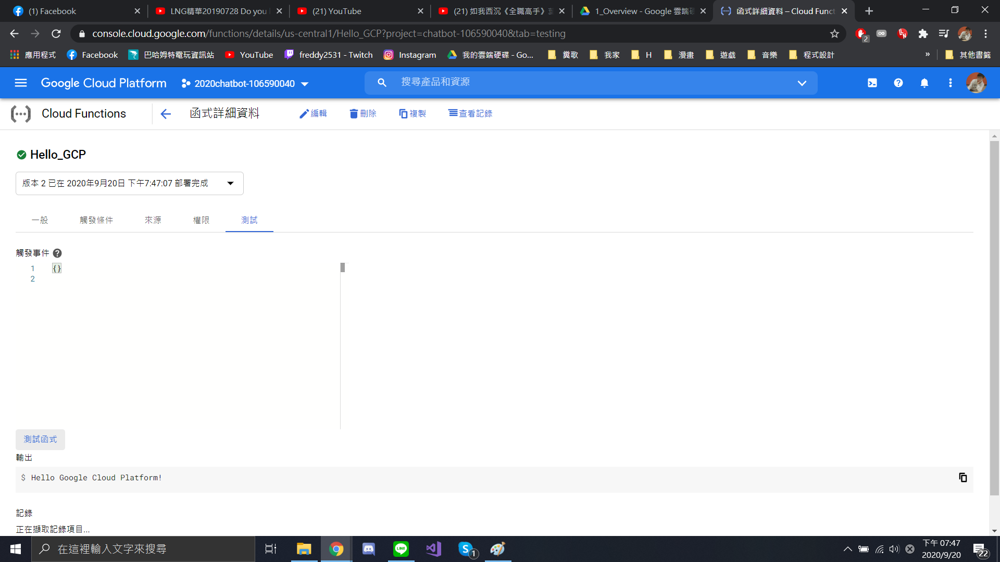 (1) Facebook
LNG精華20190728 Do you
(21) YouTube
(21) 如我西沉《全職高手》
1_Overview - Google 雲端硬
函式詳細資料 – Cloud Funct
console.cloud.google.com/functions/details/us-central1/Hello_GCP?project=chatbot-106590040&tab=testing
2
應用程式
Facebook
巴哈姆特電玩資訊站
YouTube
freddy2531 - Twitch
Instagram
我的雲端硬碟 - Go...
糞歌
我家
H
漫畫
遊戲
音樂
程式設計
»
其他書籤
Google Cloud Platform
2020chatbot-106590040
搜尋產品和資源
Cloud Functions
函式詳細資料
編輯
刪除
複製
查看記錄
Hello_GCP
版本 2 已在 2020年9月20日 下午7:47:07 部署完成
一般
觸發條件
來源
權限
測試
觸發事件
1 {}
2
測試函式
輸出
$ Hello Google Cloud Platform!
記錄
正在擷取記錄項目...
在這裡輸入文字來搜尋
LINE
1
下午 07:47
2020/9/20
22